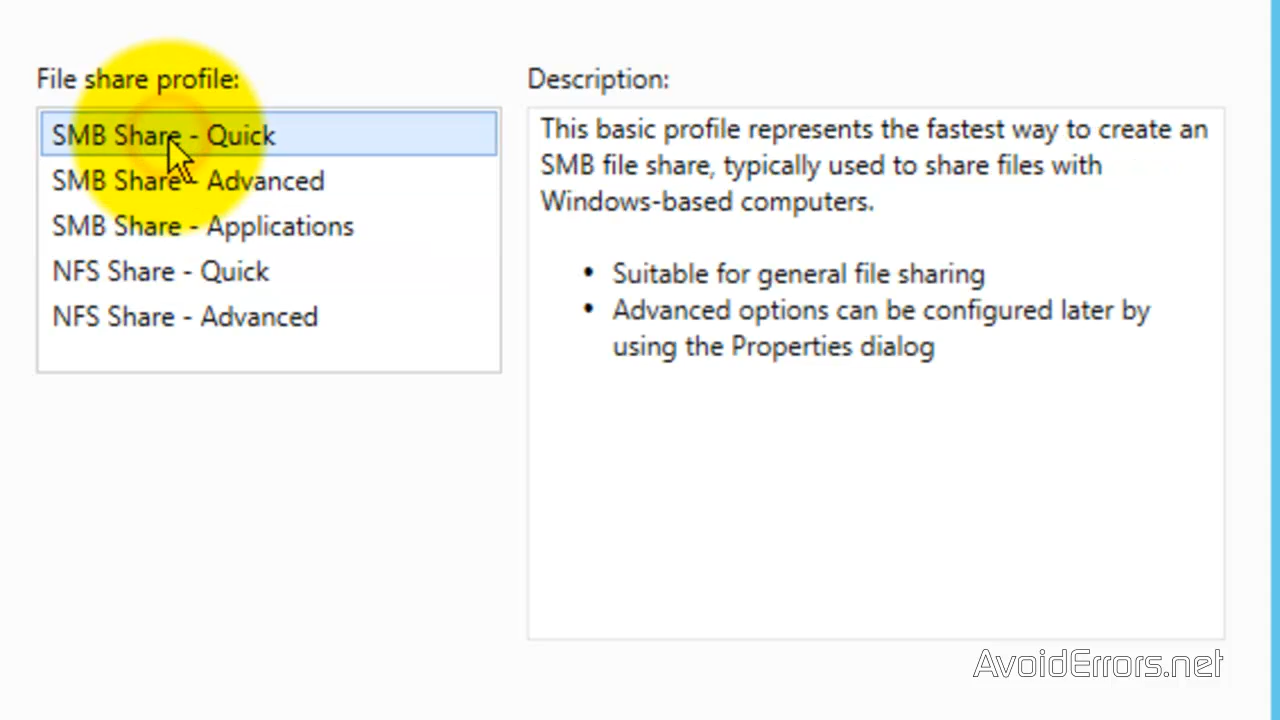 File share profile:
SMB Share - Quick
SMB Share - Advanced
SMB Share - Applications
NFS Share - Quick
NFS Share - Advanced
Description:
This basic profile represents the fastest way to create an
SMB file share, typically used to share files with
Windows-based computers.
• Suitable for general file sharing
• Advanced options can be configured later by
using the Properties dialog
AvoidErrors.net